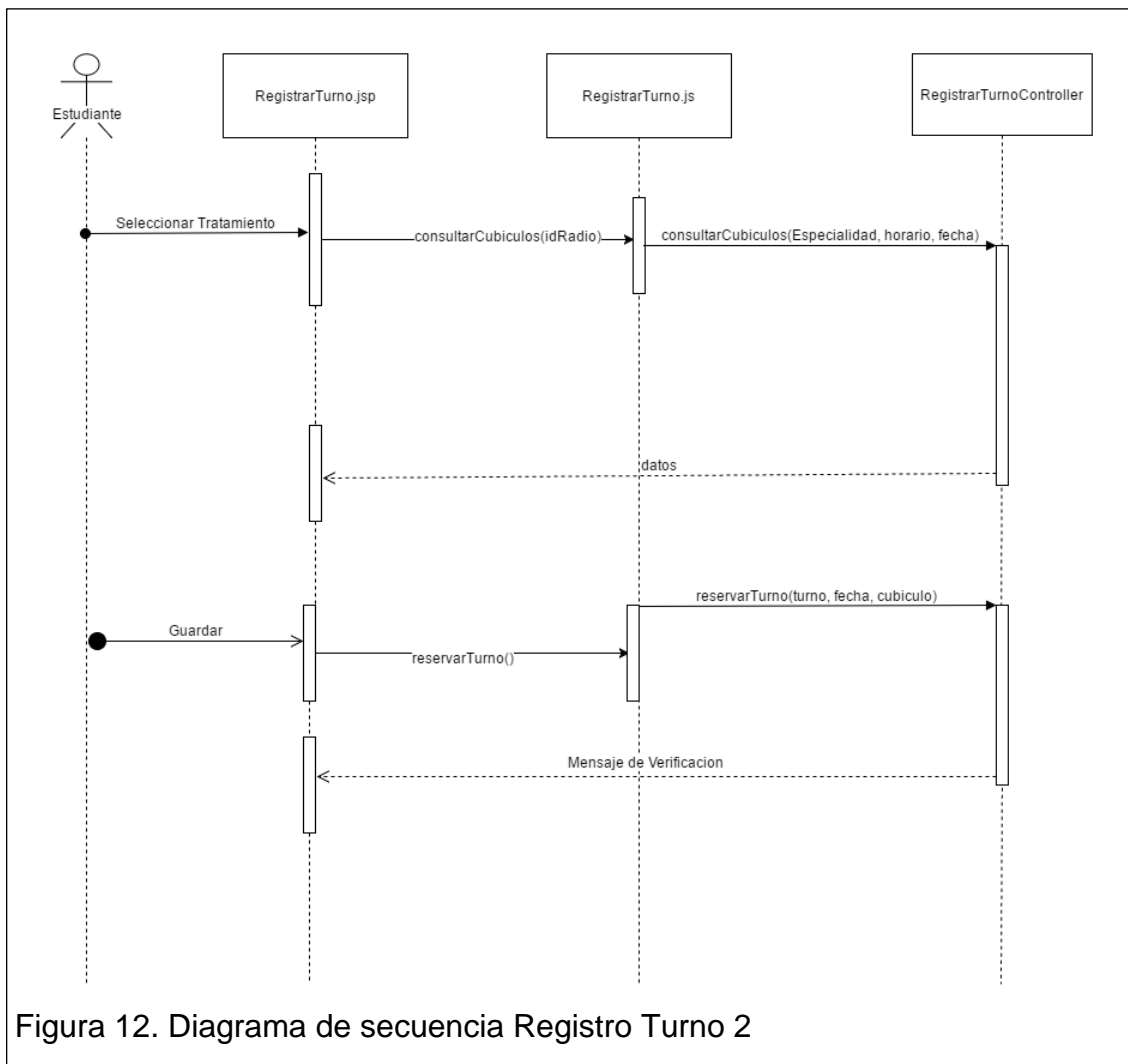 Estudiante
RegistrarTurno.jsp
RegistrarTurno.js
RegistrarTurnoController
Seleccionar Tratamiento
consultarCubiculos(idRadio)
consultarCubiculos(Especialidad, horario, fecha)
datos
reservarTurno(turno, fecha, cubiculo)
Guardar
reservarTurno()
Mensaje de Verificacion
Figura 12. Diagrama de secuencia Registro Turno 2